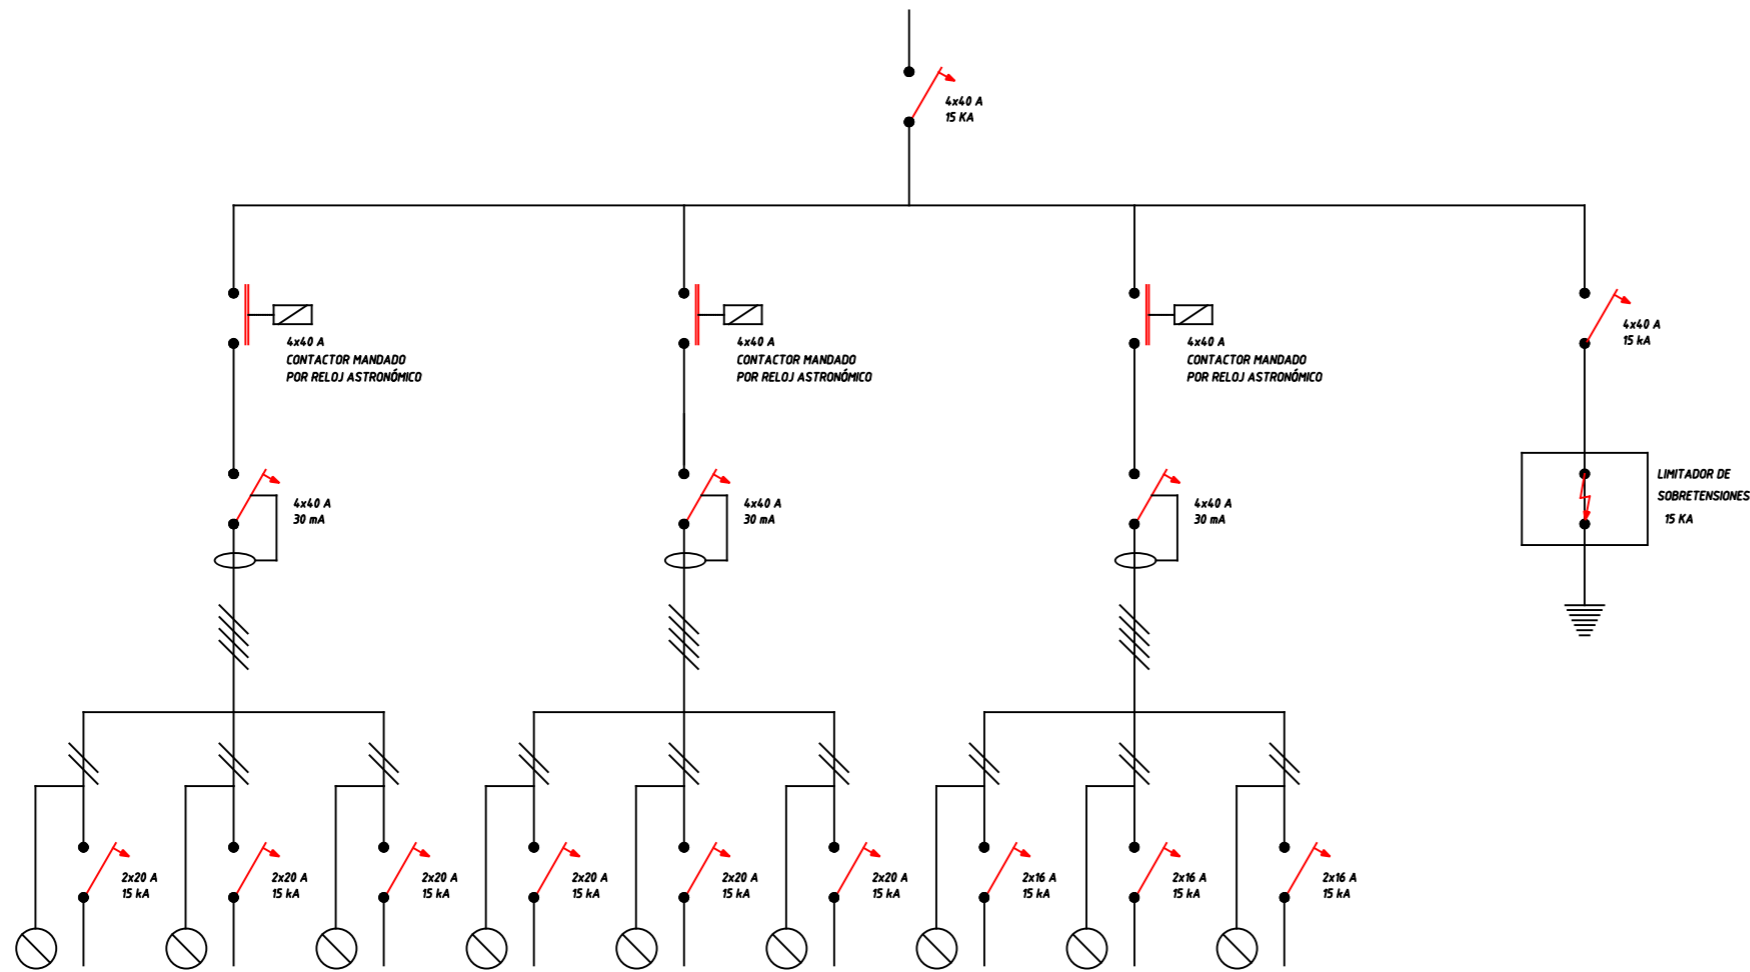 4x40 A
15 KA
4x40 A
CONTACTOR MANDADO
POR RELOJ ASTRONÓMICO
4x40 A
CONTACTOR MANDADO
POR RELOJ ASTRONÓMICO
4x40 A
CONTACTOR MANDADO
POR RELOJ ASTRONÓMICO
4x40 A
15 kA
4x40 A
30 mA
4x40 A
30 mA
4x40 A
30 mA
LIMITADOR DE
SOBRETENSIONES
15 KA
2x20 A
15 kA
2x20 A
15 kA
2x20 A
15 kA
2x20 A
15 kA
2x20 A
15 kA
2x20 A
15 kA
2x16 A
15 kA
2x16 A
15 kA
2x16 A
15 kA